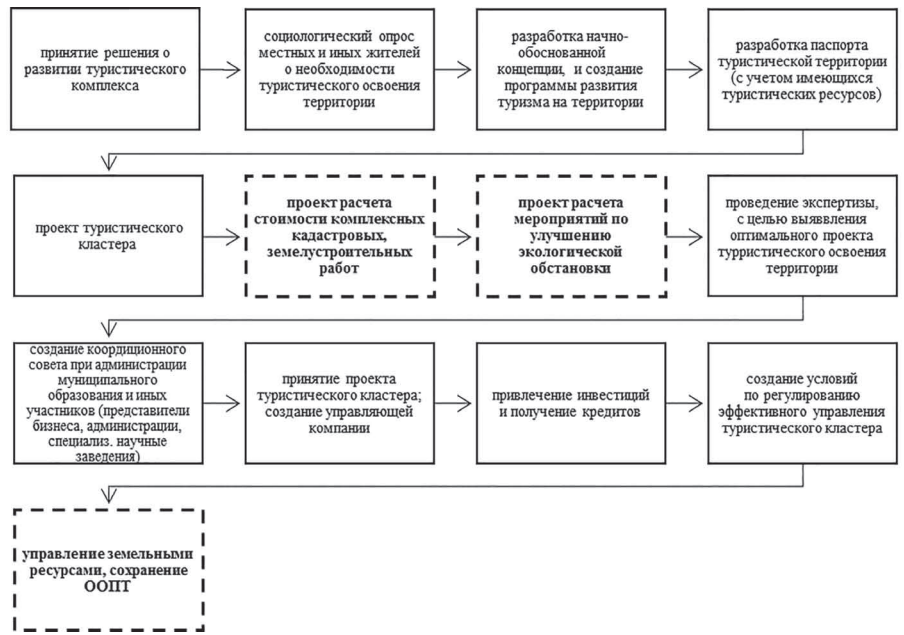 принятие решения о
развитии туристического
комплекса
социологический опрос
местных и иных жителей
о необходимости
туристического освоения
территории
разработка начно-
обоснованной
концепции, и создание
программы развития
туризма на территории
разработка паспорта
туристической территории
(с учетом имеющихся
туристических ресурсов)
проект туристического
кластера
проект расчета
стоимости комплексных
кадастровых,
земелустроительных
работ
проект расчета
мероприятий по
улучшению
экологической
обстановки
проведение экспертизы,
с целью выявления
оптимального проекта
турристического освоения
территории
создание коордиционного
совета при администрации
муниципального
образования и иных
участников (представители
бизнеса, администрации,
специализ. научные
заведения)
принятие проекта
туристического кластера;
создание управляющей
компании
привлечение инвестиций
и получение кредитов
создание условий
по регулированию
эффективного управления
туристического кластера
управление земельными
ресурсами, сохранение
ООПТ